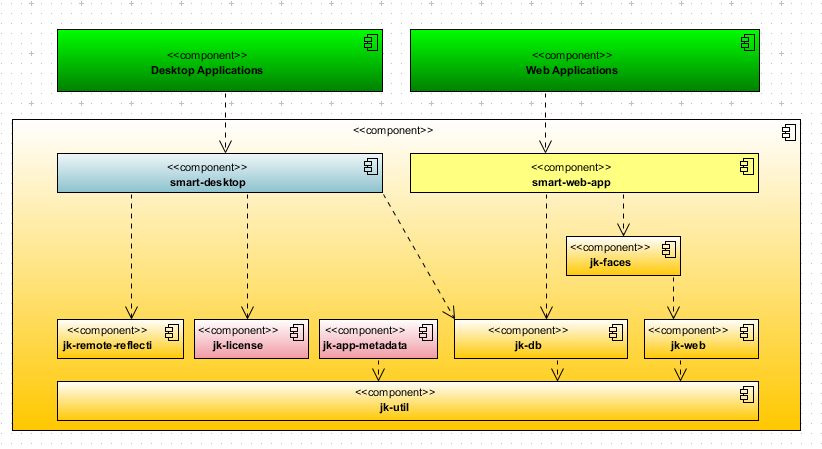 <<component>>
Desktop Applications
<<component>>
Web Applications
<<component>>
<<component>>
smart-desktop
<<component>>
smart-web-app
<<component>>
jk-faces
<<component>>
jk-remote-reflecti
<<component>>
jk-license
<<component>>
jk-app-metadata
<<component>>
jk-db
<<component>>
jk-web
<<component>>
jk-util